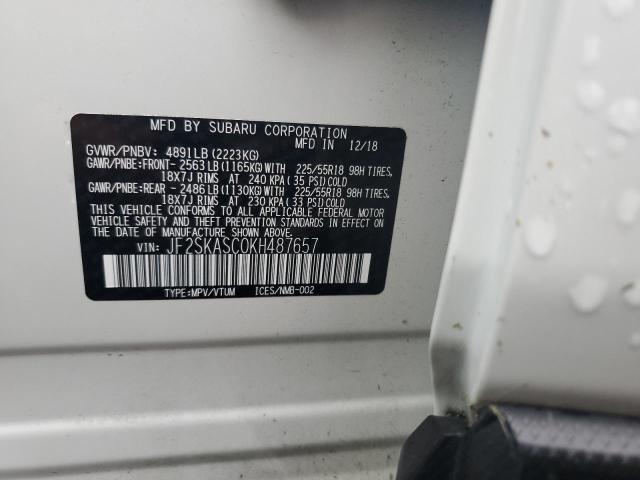 MFD BY SUBARU CORPORATION
MFD IN 12/18
GVWR/PNBV: 4891LB (2223KG)
GAWR/PNBE:FRONT- 2563LB (1165KG) WITH 225/55R18 98H TIRES.
18X7J RIMS AT 240 KPA (35 PSI) COLD
GAWR/PNBE:REAR - 2486LB (1130KG) WITH 225/55R18 98H TIRES.
18X7J RIMS AT 230 KPA (33 PSI) COLD
THIS VEHICLE CONFORMS TO ALL APPLICABLE FEDERAL MOTOR
VEHICLE SAFETY AND THEFT PREVENTION STANDARDS IN EFFECT
ON THE DATE OF MANUFACTURE SHOWN ABOVE.
VIN: JF2SKASC0KH487657
TYPE:MPV/VTUM ICES/NMB-002